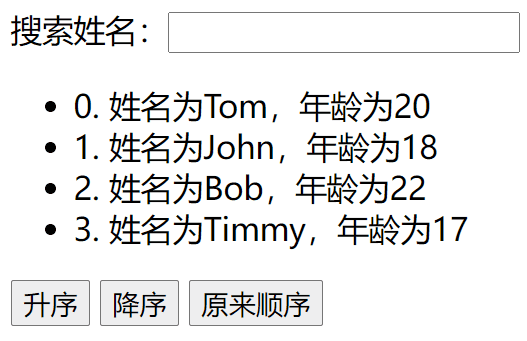 搜索姓名：
0. 姓名为Tom，年龄为20
1. 姓名为John，年龄为18
2. 姓名为Bob，年龄为22
3. 姓名为Timmy，年龄为17
升序 降序 原来顺序